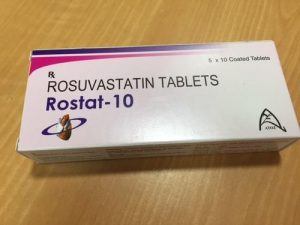 5 x 10 Coated Tablets
℞
ROSUVASTATIN TABLETS
Rostat-10